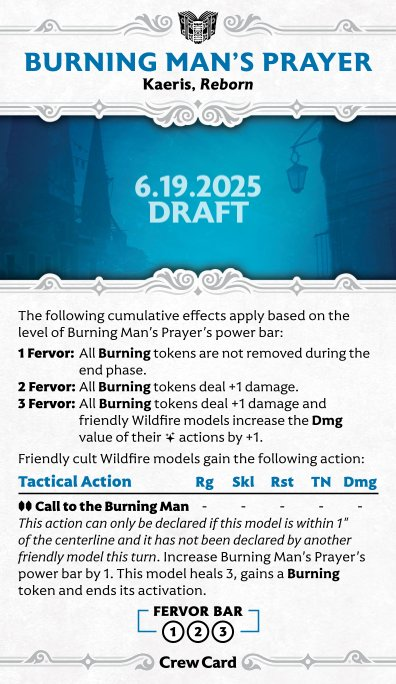 BURNING MAN'S PRAYER
Kaeris, Reborn
6.19.2025
DRAFT
The following cumulative effects apply based on the
level of Burning Man's Prayer's power bar:
1 Fervor: All Burning tokens are not removed during the
end phase.
2 Fervor: All Burning tokens deal +1 damage.
3 Fervor: All Burning tokens deal +1 damage and
friendly Wildfire models increase the Dmg
value of their actions by +1.
Friendly cult Wildfire models gain the following action:
Tactical Action Rg Skl Rst TN Dmg
Call to the Burning Man - - - - -
This action can only be declared if this model is within 1"
of the centerline and it has not been declared by another
friendly model this turn. Increase Burning Man's Prayer's
power bar by 1. This model heals 3, gains a Burning
token and ends its activation.
FERVOR BAR
1 2 3
Crew Card